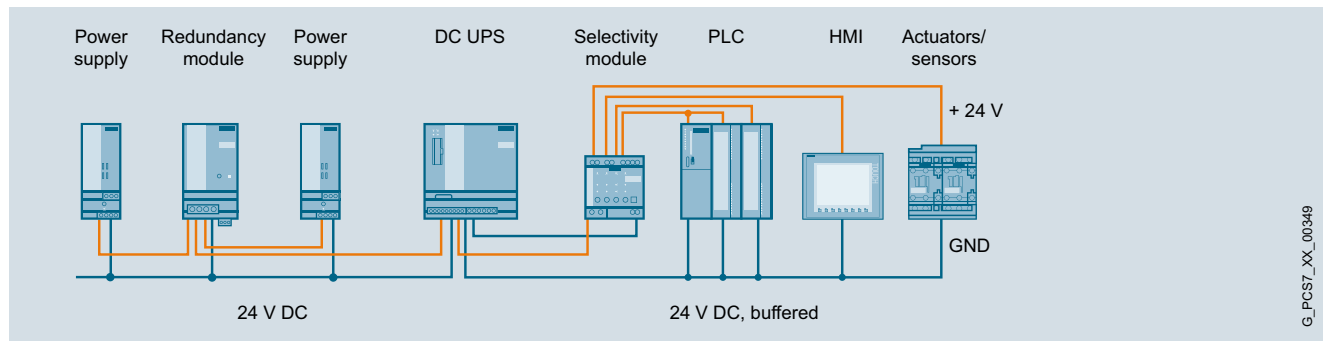 Power
supply
Redundancy
module
Power
supply
DC UPS
Selectivity
module
PLC
HMI
Actuators/
sensors
+ 24 V
GND
24 V DC
24 V DC, buffered
G_PCS7_XX_00349